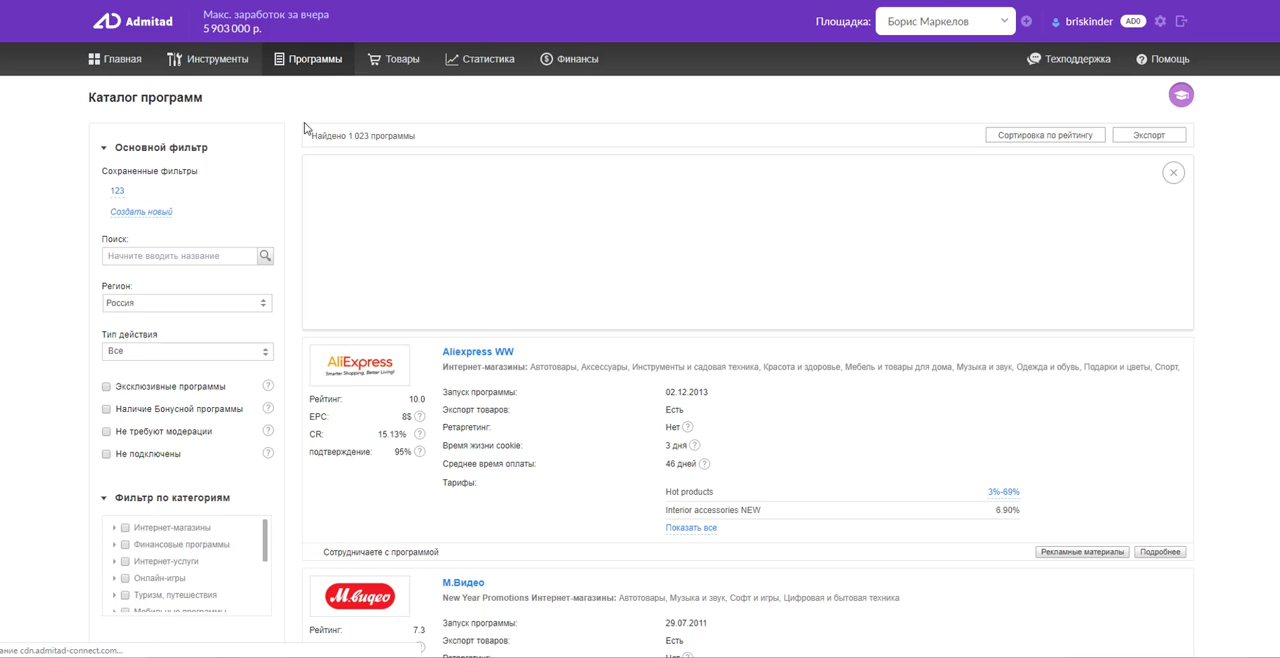 Admitad
Макс. заработок за вчера
5 903 000 р.
Площадка:
Борис Маркелов
briskinder
AD0
Главная
Инструменты
Программы
Товары
Статистика
Финансы
Техподдержка
Помощь
Каталог программ
Основной фильтр
Сохраненные фильтры
123
Создать новый
Поиск:
Начните вводить название
Регион:
Россия
Тип действия
Все
Эксклюзивные программы
Наличие Бонусной программы
Не требуют модерации
Не подключены
Фильтр по категориям
Интернет-магазины
Финансовые программы
Интернет-услуги
Онлайн-игры
Туризм, путешествия
Мобильные программы
Найдено 1 023 программы
Сортировка по рейтингу
Экспорт
AliExpress
Smarter Shopping, Better Living!
Рейтинг: 10.0
EPC: 8$
CR: 15.13%
подтверждение: 95%
Aliexpress WW
Интернет-магазины: Автотовары, Аксессуары, Инструменты и садовая техника, Красота и здоровье, Мебель и товары для дома, Музыка и звук, Одежда и обувь, Подарки и цветы, Спорт,
Запуск программы: 02.12.2013
Экспорт товаров: Есть
Ретаргетинг: Нет
Время жизни cookie: 3 дня
Среднее время оплаты: 46 дней
Тарифы:
Hot products 3%-69%
Interior accessories NEW 6.90%
Показать все
Сотрудничаете с программой
Рекламные материалы
Подробнее
М.видео
Рейтинг: 7.3
М.Видео
New Year Promotions Интернет-магазины: Автотовары, Музыка и звук, Софт и игры, Цифровая и бытовая техника
Запуск программы: 29.07.2011
Экспорт товаров: Есть
Ретаргетинг: Нет
ание cdn.admitad-connect.com...